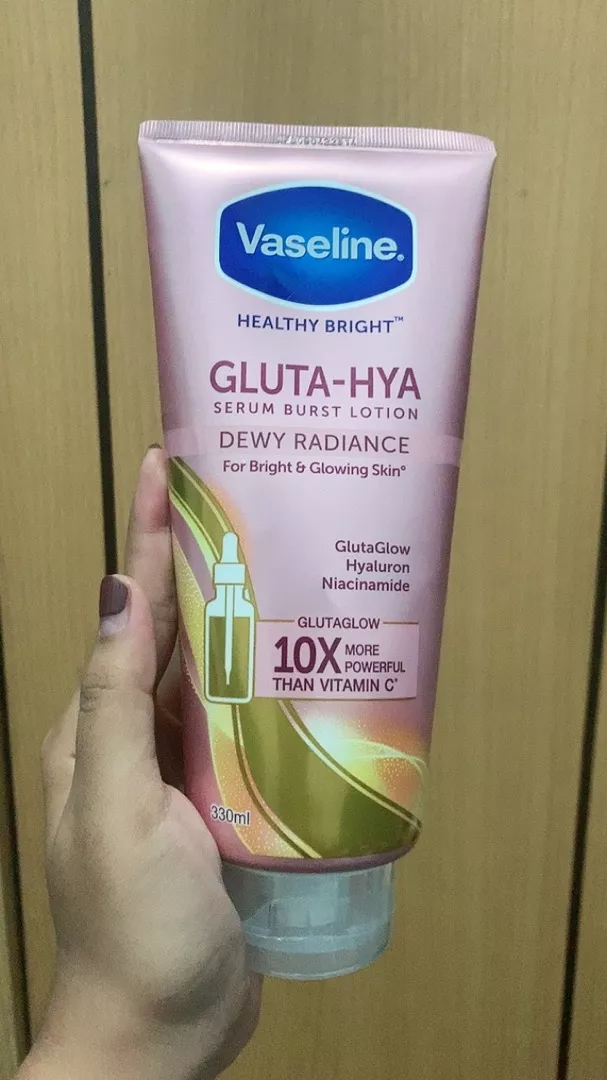 Vaseline.
HEALTHY BRIGHT™
GLUTA-HYA
SERUM BURST LOTION
DEWY RADIANCE
For Bright & Glowing Skin°
GlutaGlow
Hyaluron
Niacinamide
GLUTAGLOW
10X MORE
POWERFUL
THAN VITAMIN C*
330ml